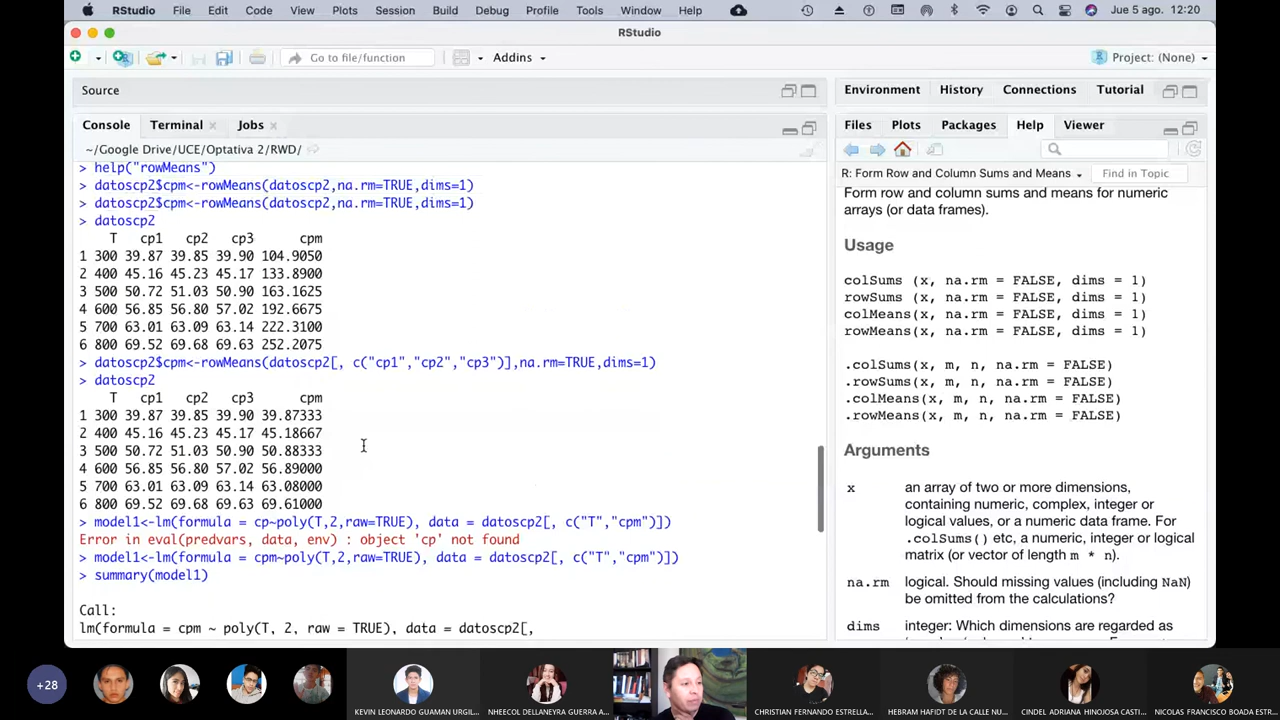 RStudio File Edit Code View Plots Session Build Debug Profile Tools Window Help Jue 5 ago. 12:20
RStudio
Go to file/function Addins Project: (None)
Source
Console Terminal Jobs
~/Google Drive/UCE/Optativa 2/RWD/
> help("rowMeans")
> datoscp2$cpm<-rowMeans(datoscp2,na.rm=TRUE,dims=1)
> datoscp2$cpm<-rowMeans(datoscp2,na.rm=TRUE,dims=1)
> datoscp2
T cp1 cp2 cp3 cpm
1 300 39.87 39.85 39.90 104.9050
2 400 45.16 45.23 45.17 133.8900
3 500 50.72 51.03 50.90 163.1625
4 600 56.85 56.80 57.02 192.6675
5 700 63.01 63.09 63.14 222.3100
6 800 69.52 69.68 69.63 252.2075
> datoscp2$cpm<-rowMeans(datoscp2[, c("cp1","cp2","cp3")],na.rm=TRUE,dims=1)
> datoscp2
T cp1 cp2 cp3 cpm
1 300 39.87 39.85 39.90 39.87333
2 400 45.16 45.23 45.17 45.18667
3 500 50.72 51.03 50.90 50.88333
4 600 56.85 56.80 57.02 56.89000
5 700 63.01 63.09 63.14 63.08000
6 800 69.52 69.68 69.63 69.61000
> model1<-lm(formula = cp~poly(T,2,raw=TRUE), data = datoscp2[, c("T","cpm")])
Error in eval(predvars, data, env) : object 'cp' not found
> model1<-lm(formula = cpm~poly(T,2,raw=TRUE), data = datoscp2[, c("T","cpm")])
> summary(model1)
Call:
lm(formula = cpm ~ poly(T, 2, raw = TRUE), data = datoscp2[,
Environment History Connections Tutorial
Files Plots Packages Help Viewer
R: Form Row and Column Sums and Means Find in Topic
Form row and column sums and means for numeric
arrays (or data frames).
Usage
colSums (x, na.rm = FALSE, dims = 1)
rowSums (x, na.rm = FALSE, dims = 1)
colMeans(x, na.rm = FALSE, dims = 1)
rowMeans(x, na.rm = FALSE, dims = 1)
.colSums(x, m, n, na.rm = FALSE)
.rowSums(x, m, n, na.rm = FALSE)
.colMeans(x, m, n, na.rm = FALSE)
.rowMeans(x, m, n, na.rm = FALSE)
Arguments
x an array of two or more dimensions,
containing numeric, complex, integer or
logical values, or a numeric data frame. For
.colSums() etc, a numeric, integer or logical
matrix (or vector of length m * n).
na.rm logical. Should missing values (including NaN)
be omitted from the calculations?
dims integer: Which dimensions are regarded as
+28
KEVIN LEONARDO GUAMAN URGIL...
NHEECOL DELLANEYRA GUERRA A...
CHRISTIAN FERNANDO ESTRELLA...
HEBRAM HAFIDT DE LA CALLE NU...
CINDEL ADRIANA HINOJOSA CASTI...
NICOLAS FRANCISCO BOADA ESTR...